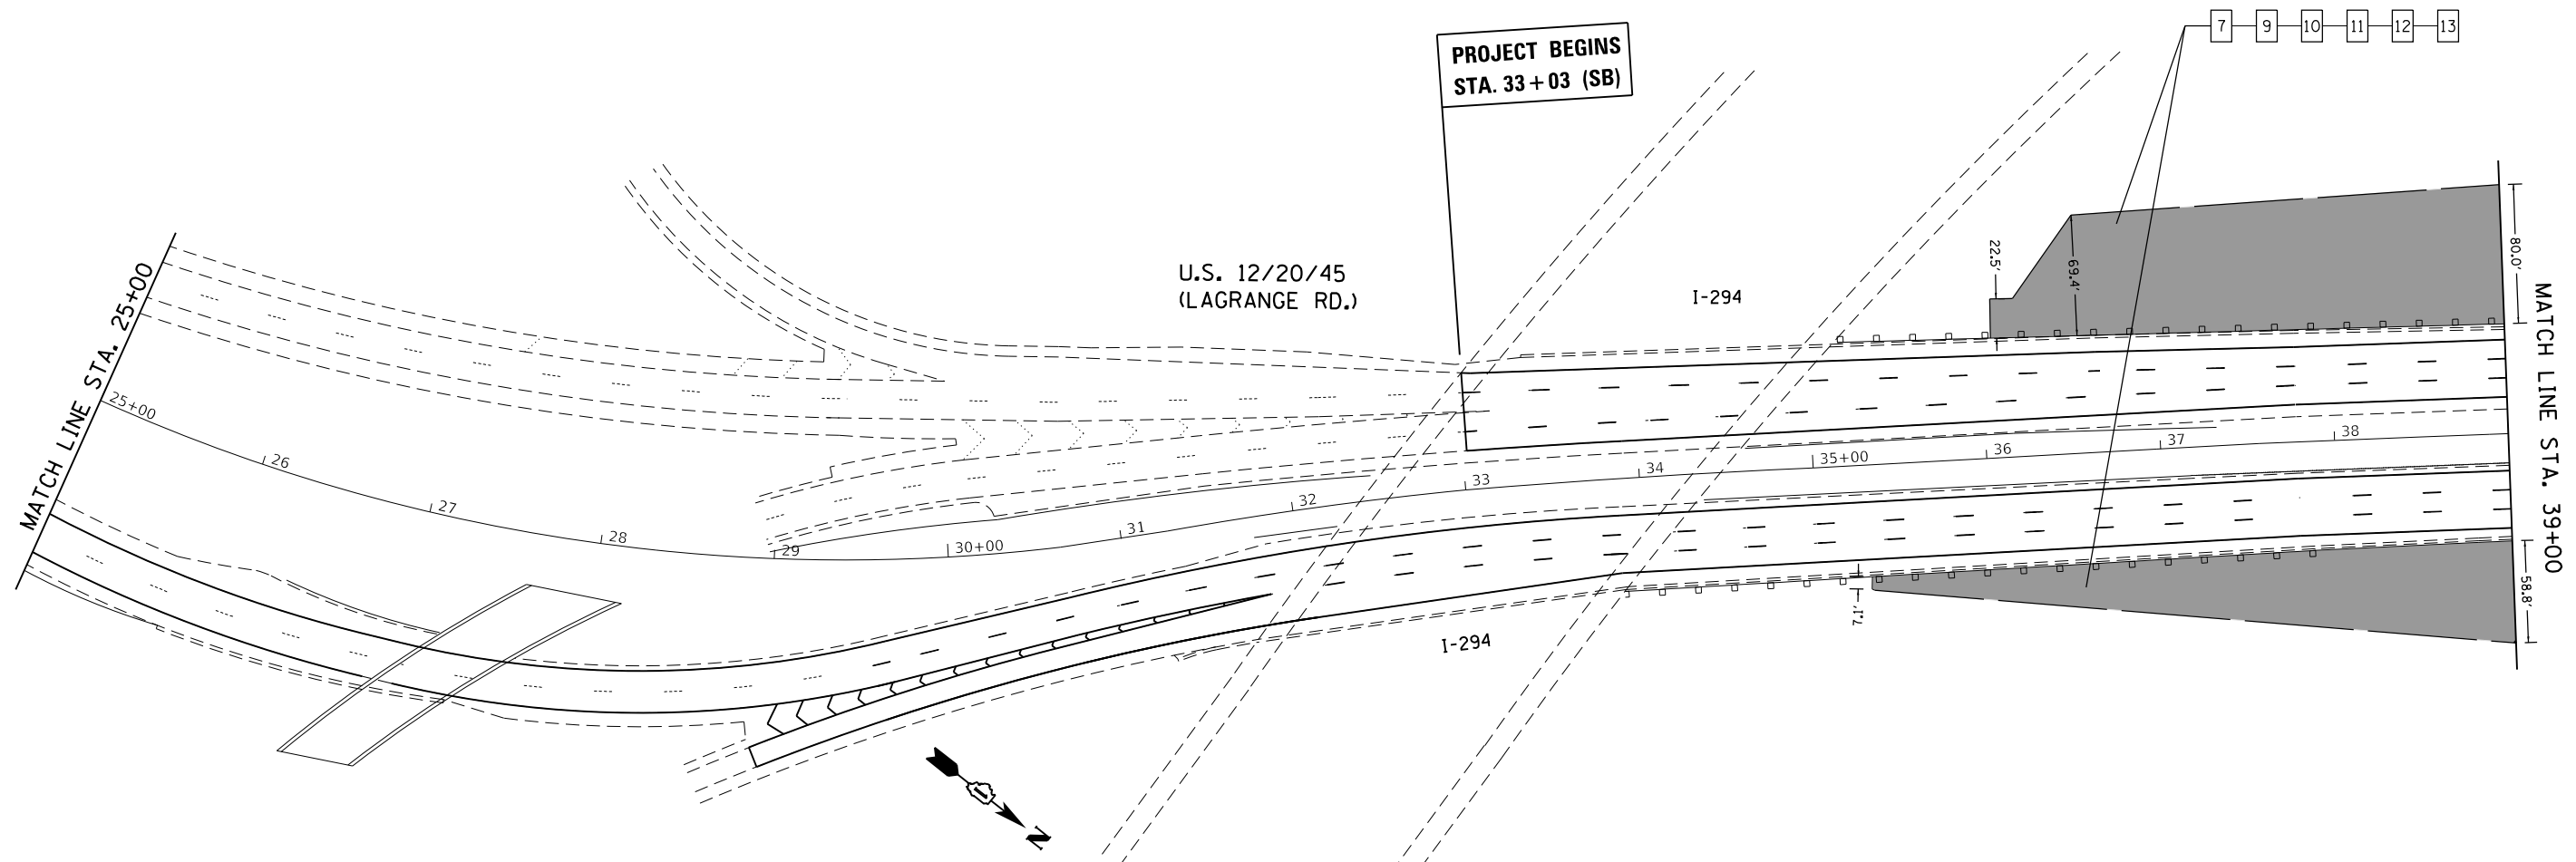 7 9 10 11 12 13
PROJECT BEGINS
STA. 33+03 (SB)
MATCH LINE STA. 25+00
U.S. 12/20/45
(LAGRANGE RD.)
I-294
22.5'
69.4'
80.0'
MATCH LINE STA. 39+00
25+00
26
27
28
29
30+00
31
32
33
34
35+00
36
37
38
I-294
7.1'
58.8'
N